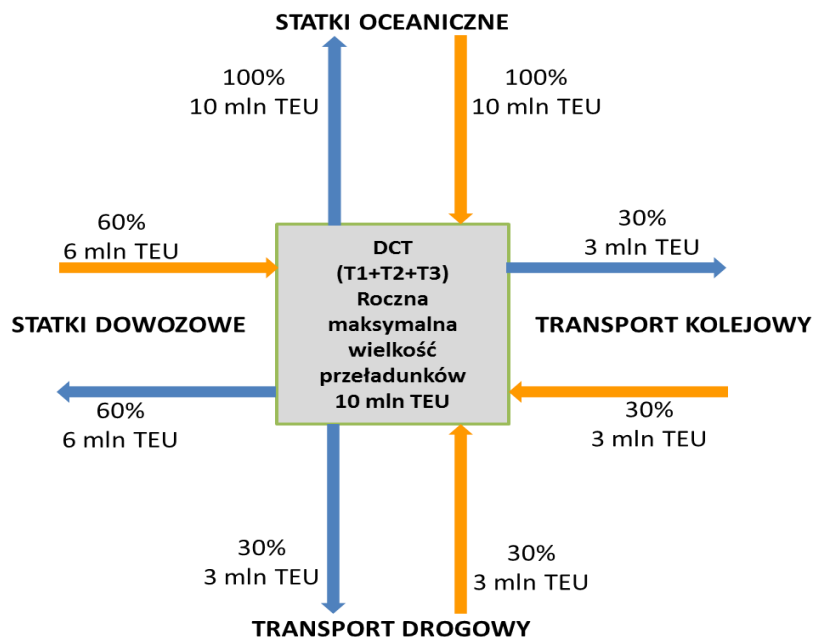 STATKI OCEANICZNE
100%
10 mln TEU
100%
10 mln TEU
60%
6 mln TEU
30%
3 mln TEU
DCT
(T1+T2+T3)
Roczna
maksymalna
wielkość
przeładunków
10 mln TEU
STATKI DOWOZOWE
TRANSPORT KOLEJOWY
60%
6 mln TEU
30%
3 mln TEU
30%
3 mln TEU
30%
3 mln TEU
TRANSPORT DROGOWY